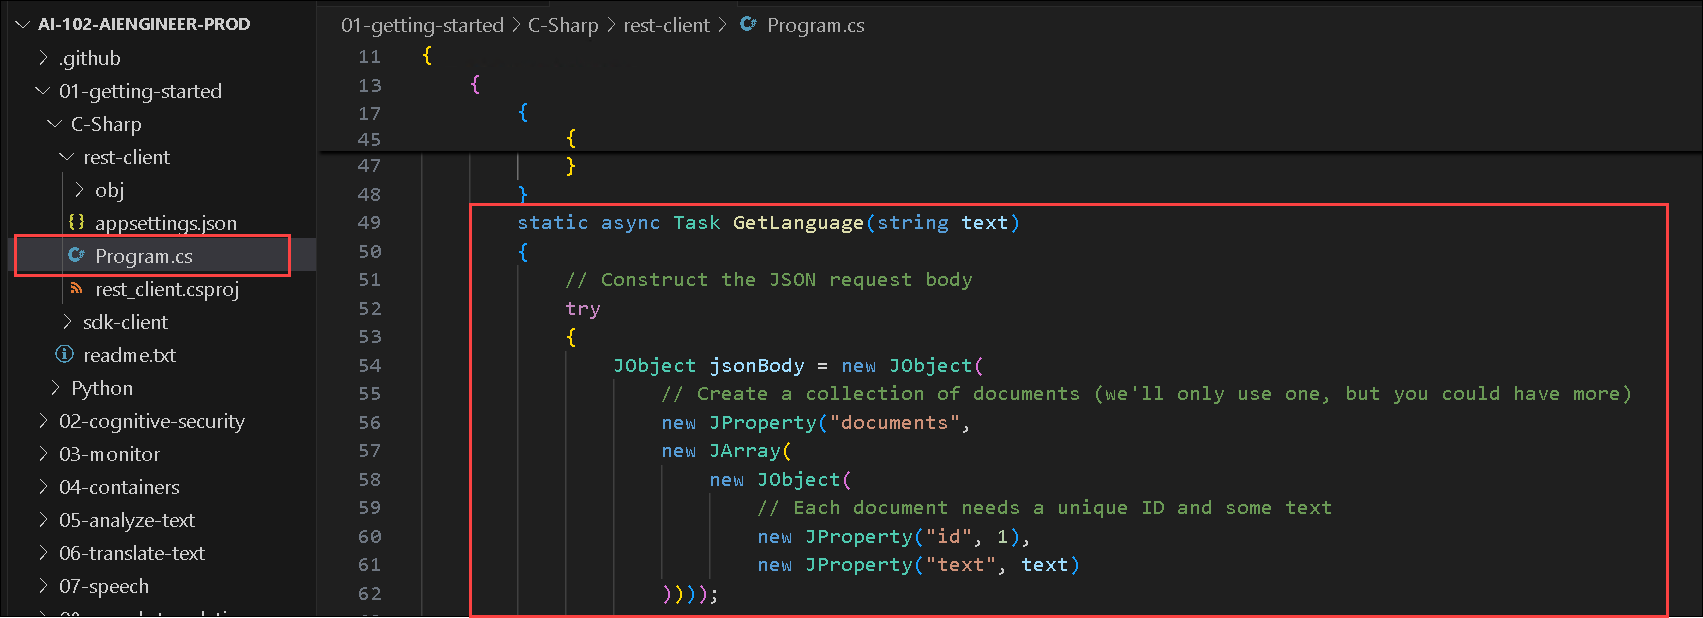 AI-102-AIENGINEER-PROD
.github
01-getting-started
C-Sharp
rest-client
obj
{} appsettings.json
Program.cs
rest_client.csproj
sdk-client
readme.txt
Python
02-cognitive-security
03-monitor
04-containers
05-analyze-text
06-translate-text
07-speech
01-getting-started > C-Sharp > rest-client > Program.cs
11 {
13 {
17 {
45 {
47 }
48 }
49 static async Task GetLanguage(string text)
50 {
51 // Construct the JSON request body
52 try
53 {
54 JObject jsonBody = new JObject(
55 // Create a collection of documents (we'll only use one, but you could have more)
56 new JProperty("documents",
57 new JArray(
58 new JObject(
59 // Each document needs a unique ID and some text
60 new JProperty("id", 1),
61 new JProperty("text", text)
62 ))));